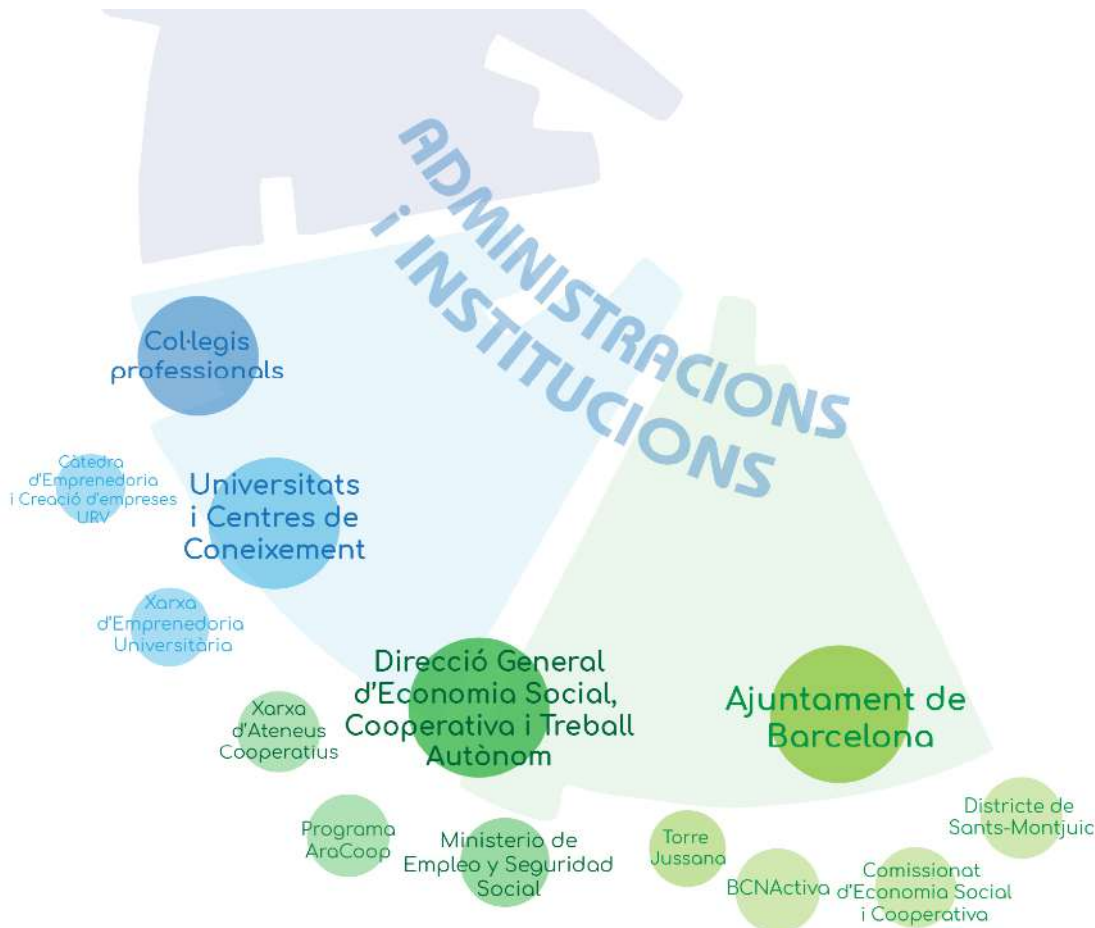 ADMINISTRACIONS
i INSTITUCIONS
Col·legis
professionals
Càtedra
d'Emprenedoria
i Creació d'empreses
URV
Universitats
i Centres de
Coneixement
Xarxa
d'Emprenedoria
Universitària
Direcció General
d'Economia Social,
Cooperativa i Treball
Autònom
Xarxa
d'Ateneus
Cooperatius
Programa
AraCoop
Ministerio de
Empleo y Seguridad
Social
Ajuntament de
Barcelona
Torre
Jussana
BCNActiva
Comissionat
d'Economia Social
i Cooperativa
Districte de
Sants-Montjuic